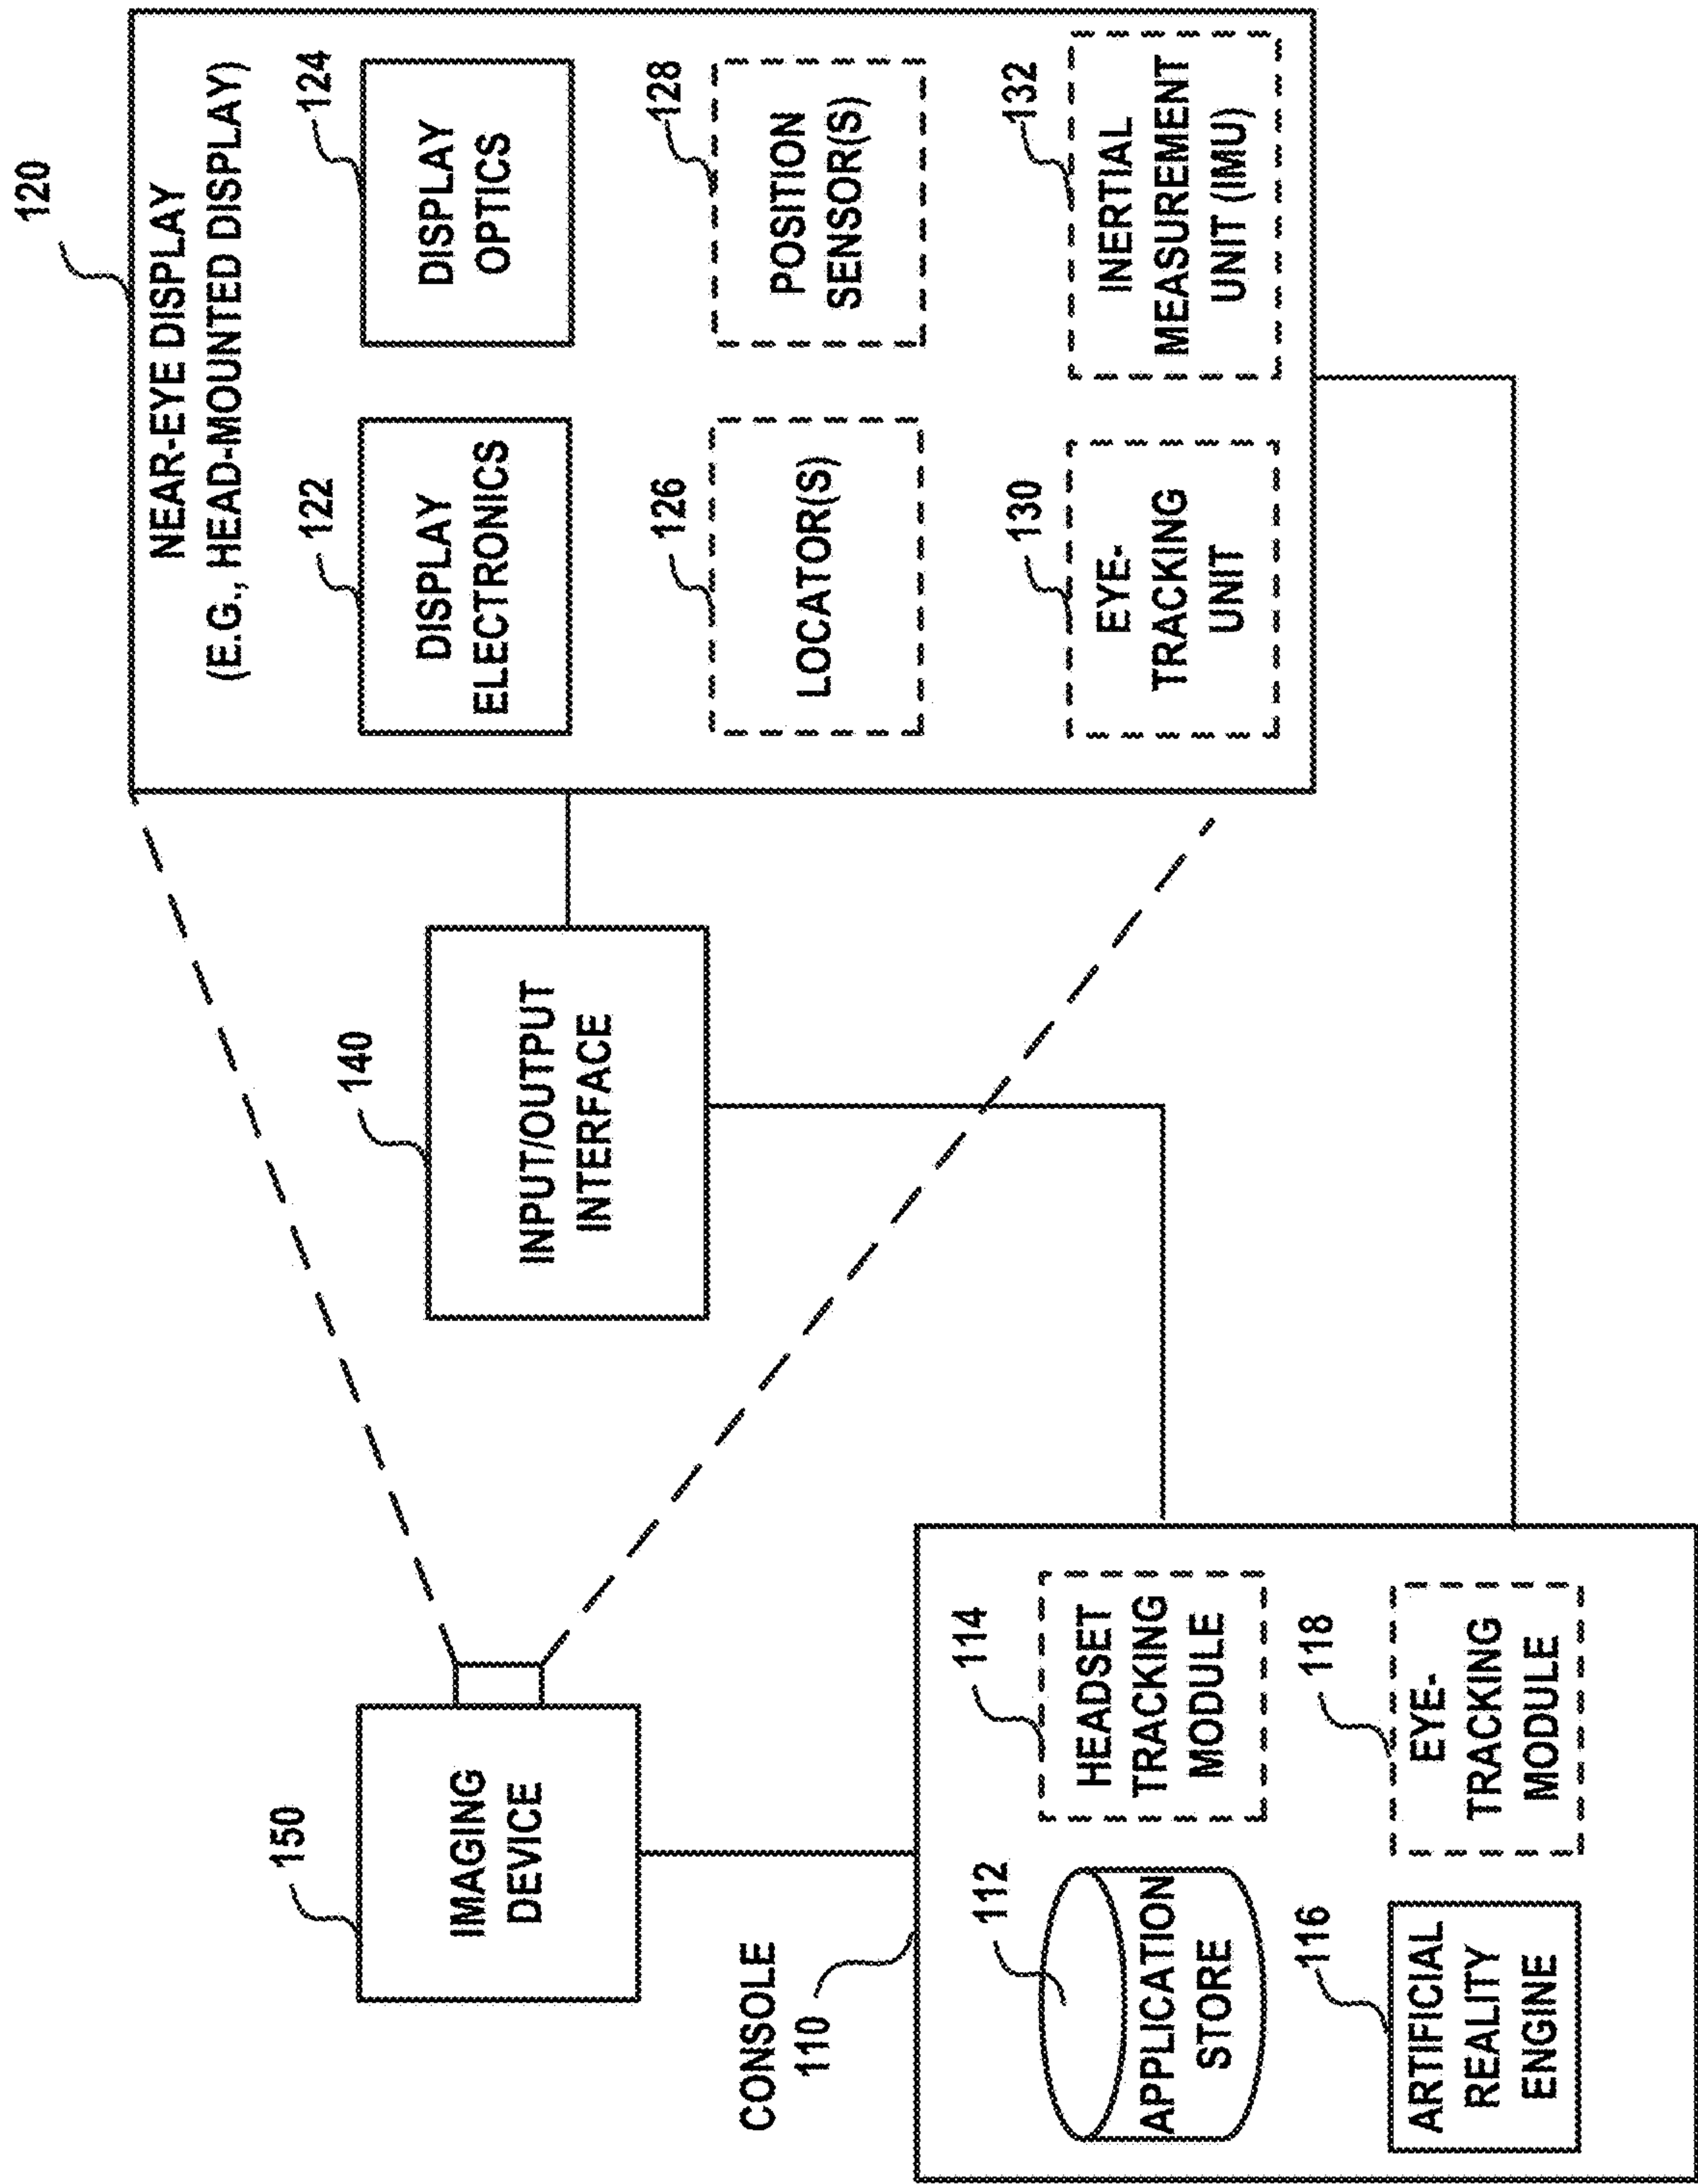 120
NEAR-EYE DISPLAY
(E.G., HEAD-MOUNTED DISPLAY)
122
DISPLAY
ELECTRONICS
124
DISPLAY
OPTICS
126
LOCATOR(S)
128
POSITION
SENSOR(S)
130
EYE-
TRACKING
UNIT
132
INERTIAL
MEASUREMENT
UNIT (IMU)
140
INPUT/OUTPUT
INTERFACE
150
IMAGING
DEVICE
CONSOLE
110
112
APPLICATION
STORE
114
HEADSET
TRACKING
MODULE
116
ARTIFICIAL
REALITY
ENGINE
118
EYE-
TRACKING
MODULE